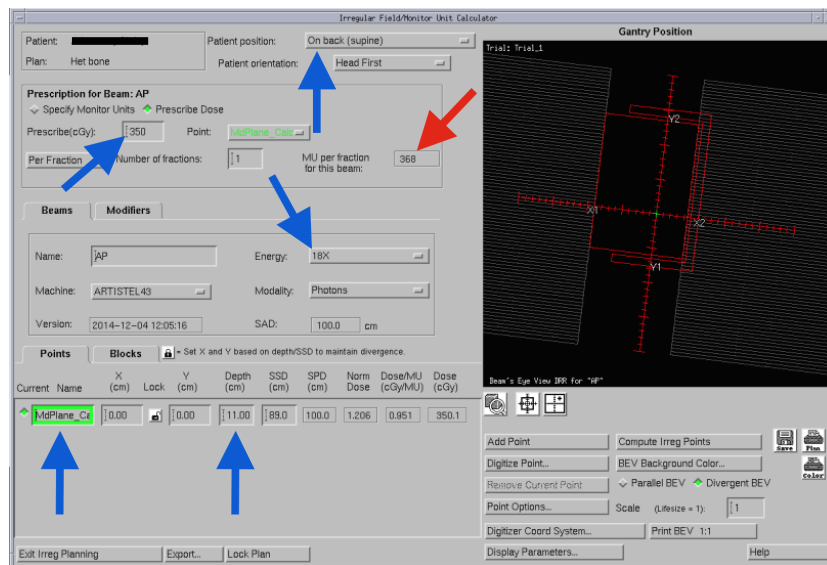 Irregular Field/Monitor Unit Calculator
Patient:
Patient position: On back (supine)
Plan: Het bone
Patient orientation: Head First
Prescription for Beam: AP
Specify Monitor Units Prescribe Dose
Prescribe(cGy): 350 Point: MdPlane_Calc
Per Fraction Number of fractions: 1 MU per fraction
for this beam: 368
Beams Modifiers
Name: AP Energy: 18X
Machine: ARTISTEL43 Modality: Photons
Version: 2014-12-04 12:05:16 SAD: 100.0 cm
Points Blocks = Set X and Y based on depth/SSD to maintain divergence.
X Y Depth SSD SPD Norm Dose/MU Dose
Current Name (cm) Lock (cm) (cm) (cm) (cm) Dose (cGy/MU) (cGy)
MdPlane_Ca 0.00 0.00 11.00 89.0 100.0 1.206 0.951 350.1
Exit Irreg Planning Export... Lock Plan
Gantry Position
Trial: Trial_1
Y2
X1
X2
Y1
Beam's Eye View DRR for "AP"
Add Point Compute Irreg Points Save Plan
Digitize Point... BEV Background Color... Color
Remove Current Point Parallel BEV Divergent BEV
Point Options... Scale (Lifesize = 1): 1
Digitizer Coord System... Print BEV 1:1
Display Parameters... Help